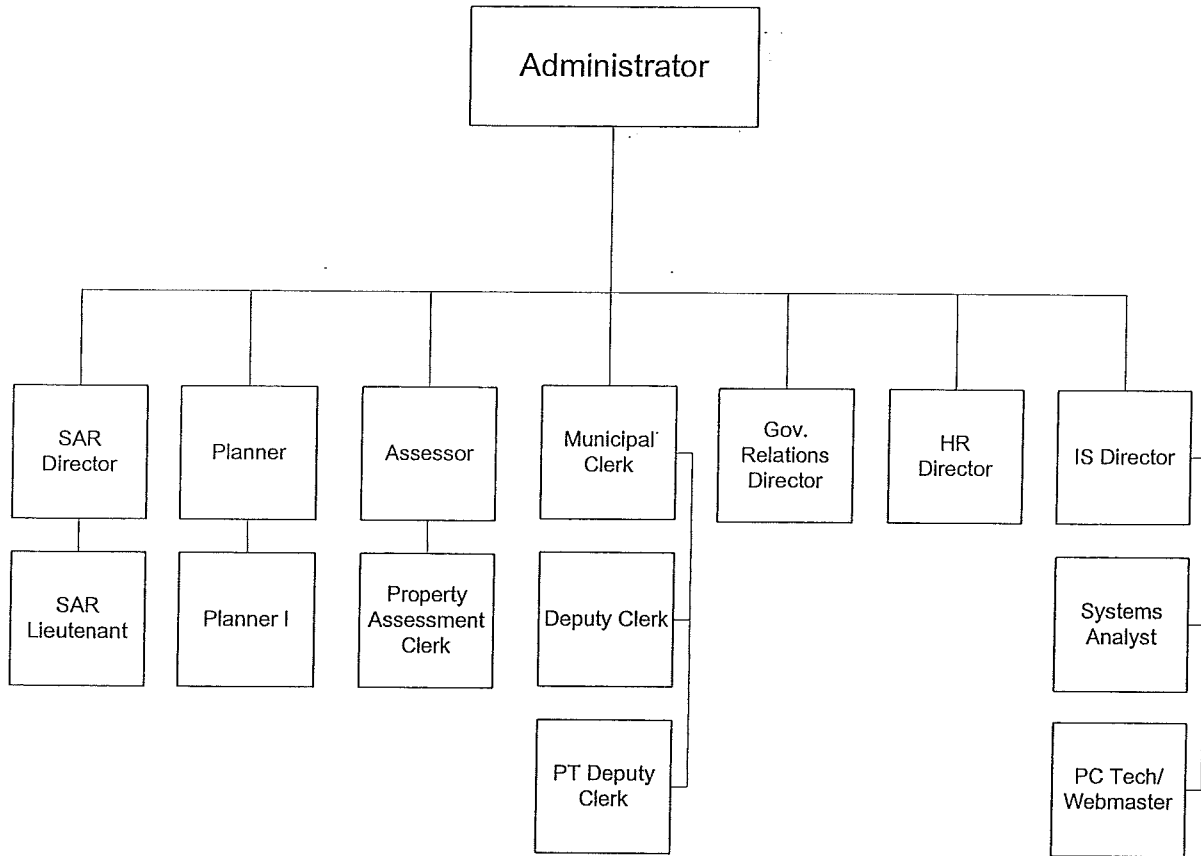 Administrator
SAR
Director
Planner
Assessor
Municipal
Clerk
Gov.
Relations
Director
HR
Director
IS Director
SAR
Lieutenant
Planner I
Property
Assessment
Clerk
Deputy Clerk
Systems
Analyst
PT Deputy
Clerk
PC Tech/
Webmaster